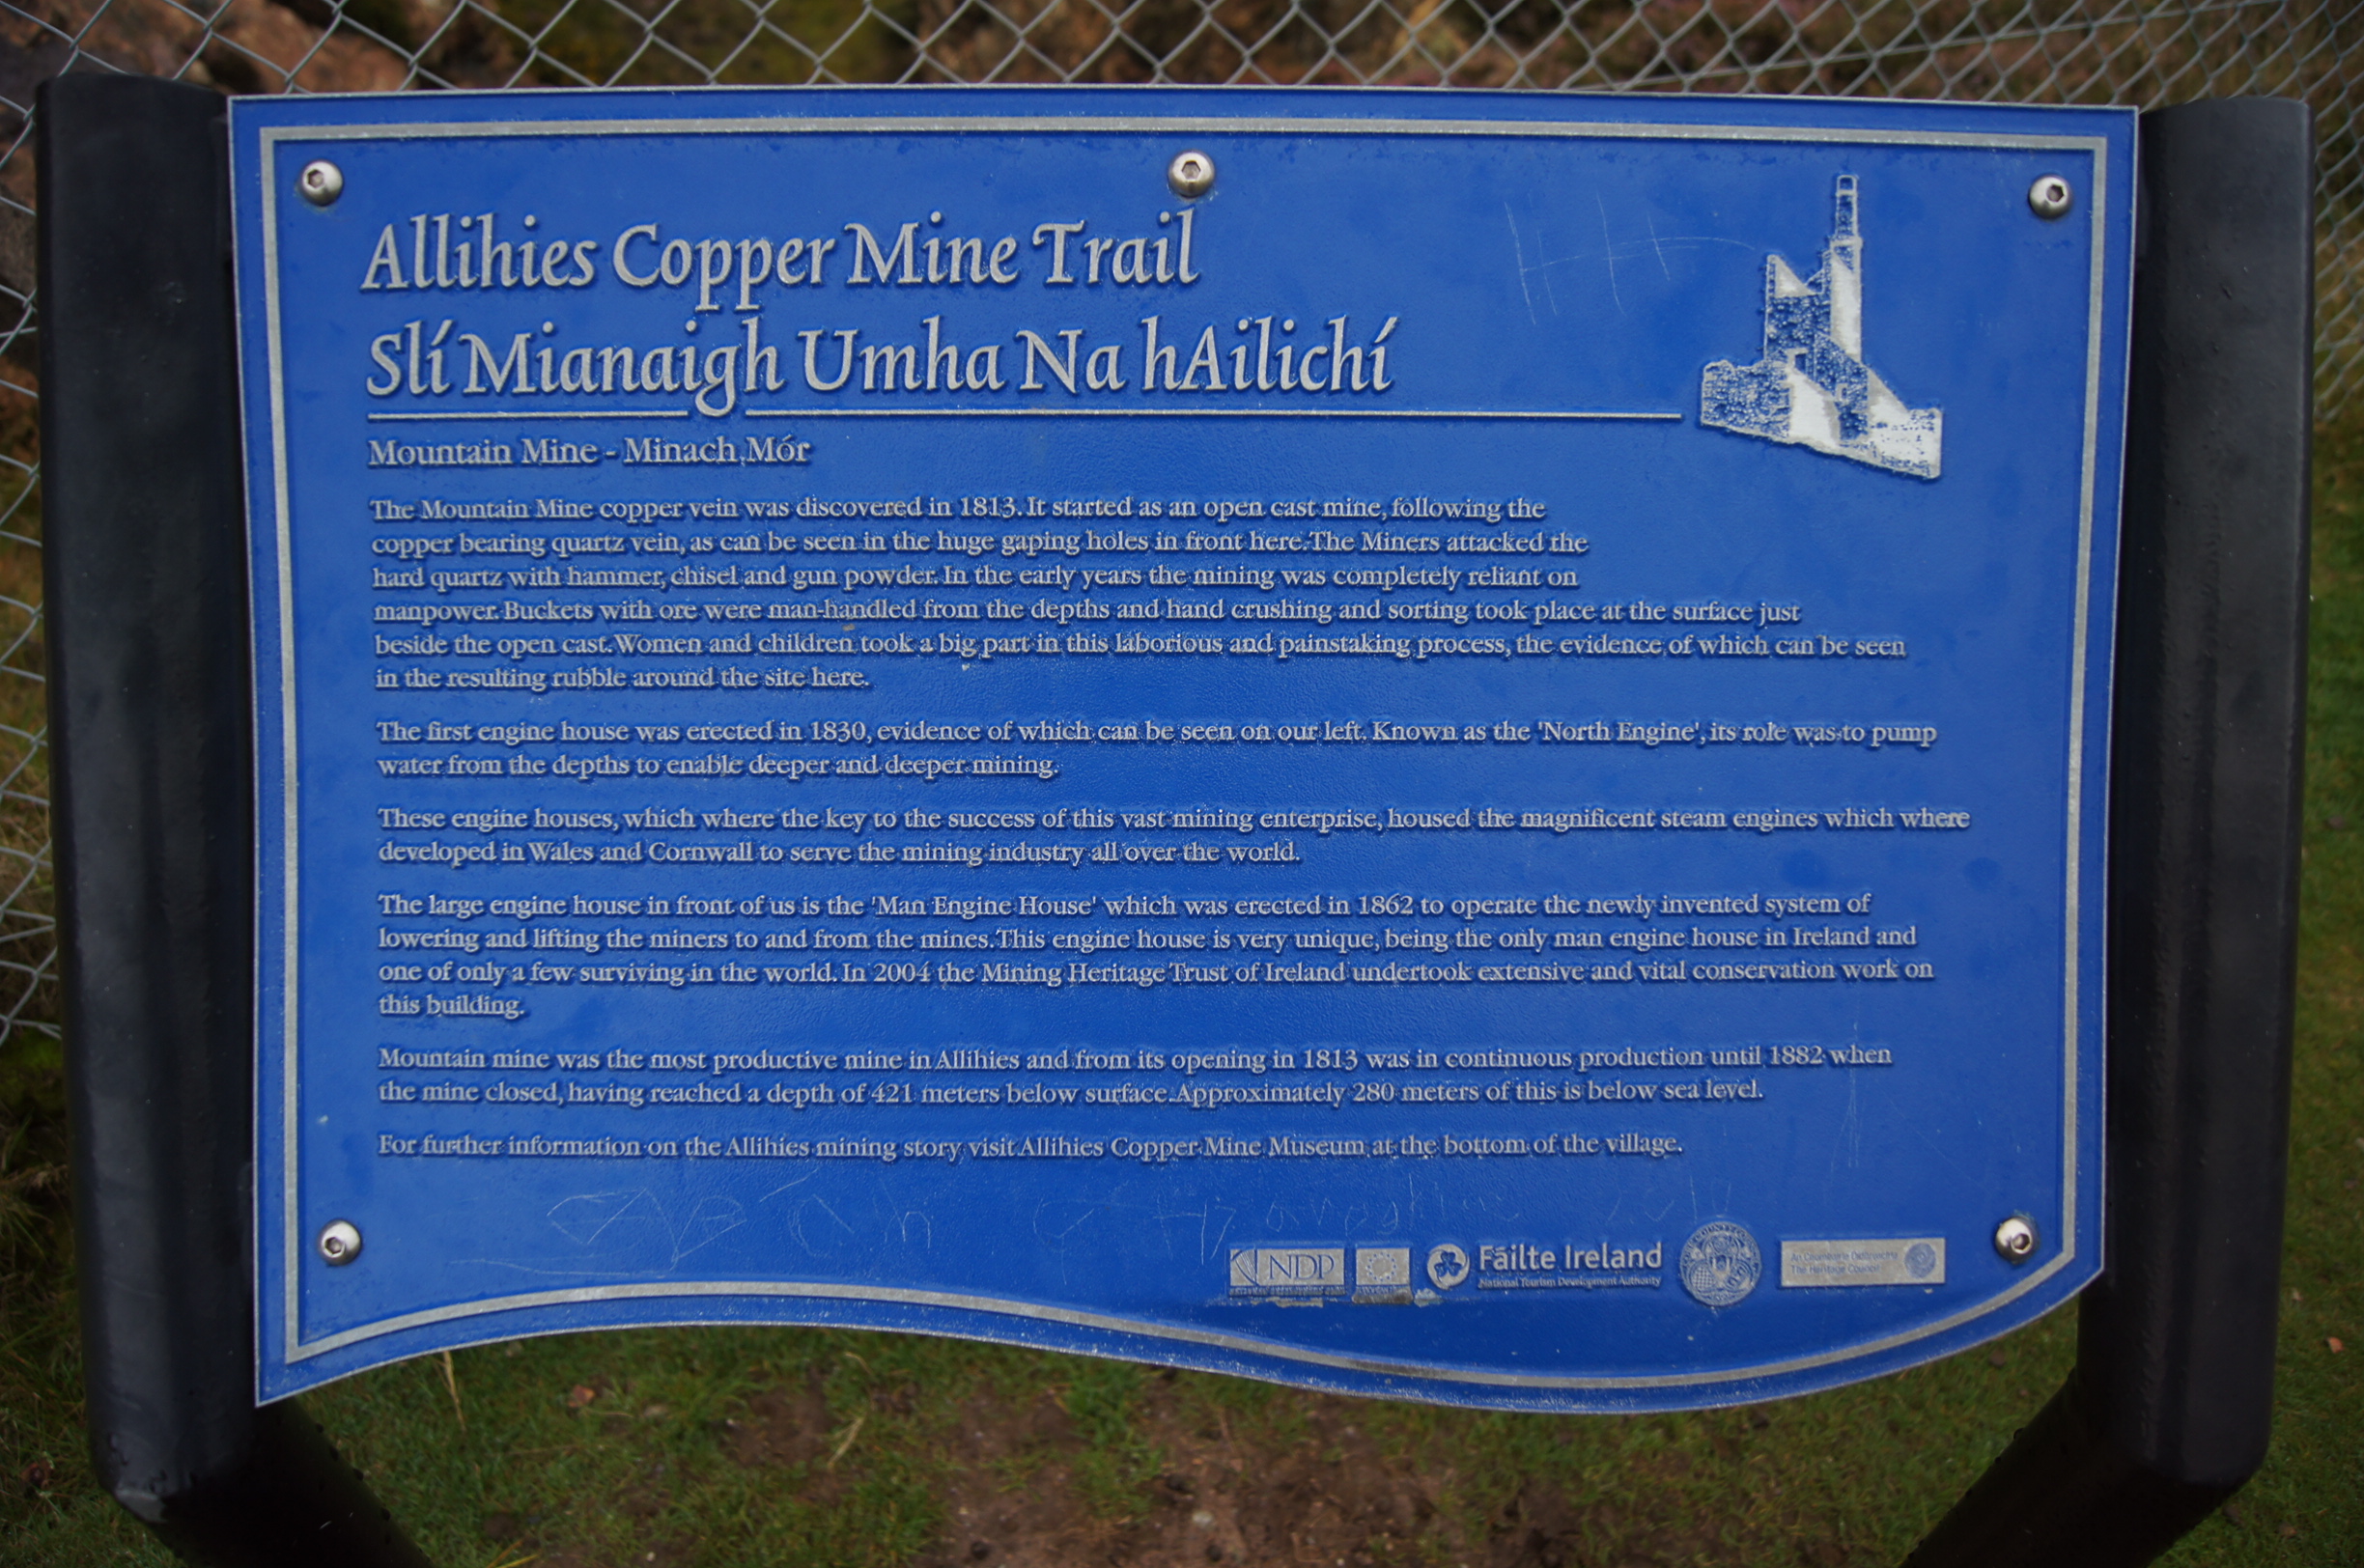 Allihies Copper Mine Trail
Slí Mianaigh Umha Na hAilichí
Mountain Mine - Minach Mór
The Mountain Mine copper vein was discovered in 1813. It started as an open cast mine, following the
copper bearing quartz vein, as can be seen in the huge gaping holes in front here. The Miners attacked the
hard quartz with hammer, chisel and gun powder. In the early years the mining was completely reliant on
manpower. Buckets with ore were man-handled from the depths and hand crushing and sorting took place at the surface just
beside the open cast. Women and children took a big part in this laborious and painstaking process, the evidence of which can be seen
in the resulting rubble around the site here.
The first engine house was erected in 1830, evidence of which can be seen on our left. Known as the 'North Engine', its role was to pump
water from the depths to enable deeper and deeper mining.
These engine houses, which where the key to the success of this vast mining enterprise, housed the magnificent steam engines which where
developed in Wales and Cornwall to serve the mining industry all over the world.
The large engine house in front of us is the 'Man Engine House' which was erected in 1862 to operate the newly invented system of
lowering and lifting the miners to and from the mines. This engine house is very unique, being the only man engine house in Ireland and
one of only a few surviving in the world. In 2004 the Mining Heritage Trust of Ireland undertook extensive and vital conservation work on
this building.
Mountain mine was the most productive mine in Allihies and from its opening in 1813 was in continuous production until 1882 when
the mine closed, having reached a depth of 421 meters below surface. Approximately 280 meters of this is below sea level.
For further information on the Allihies mining story visit Allihies Copper Mine Museum at the bottom of the village.
NDP
Fáilte Ireland
National Tourism Development Authority
The Heritage Council